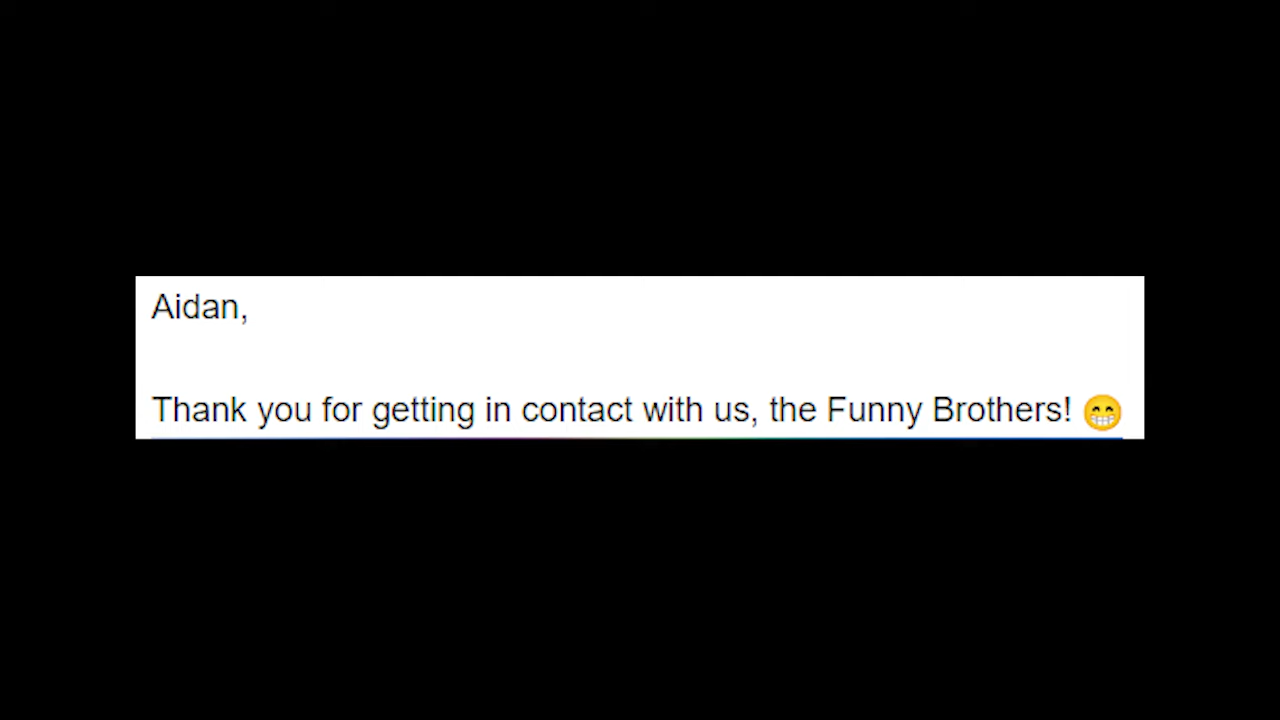 Aidan,
Thank you for getting in contact with us, the Funny Brothers! 😁